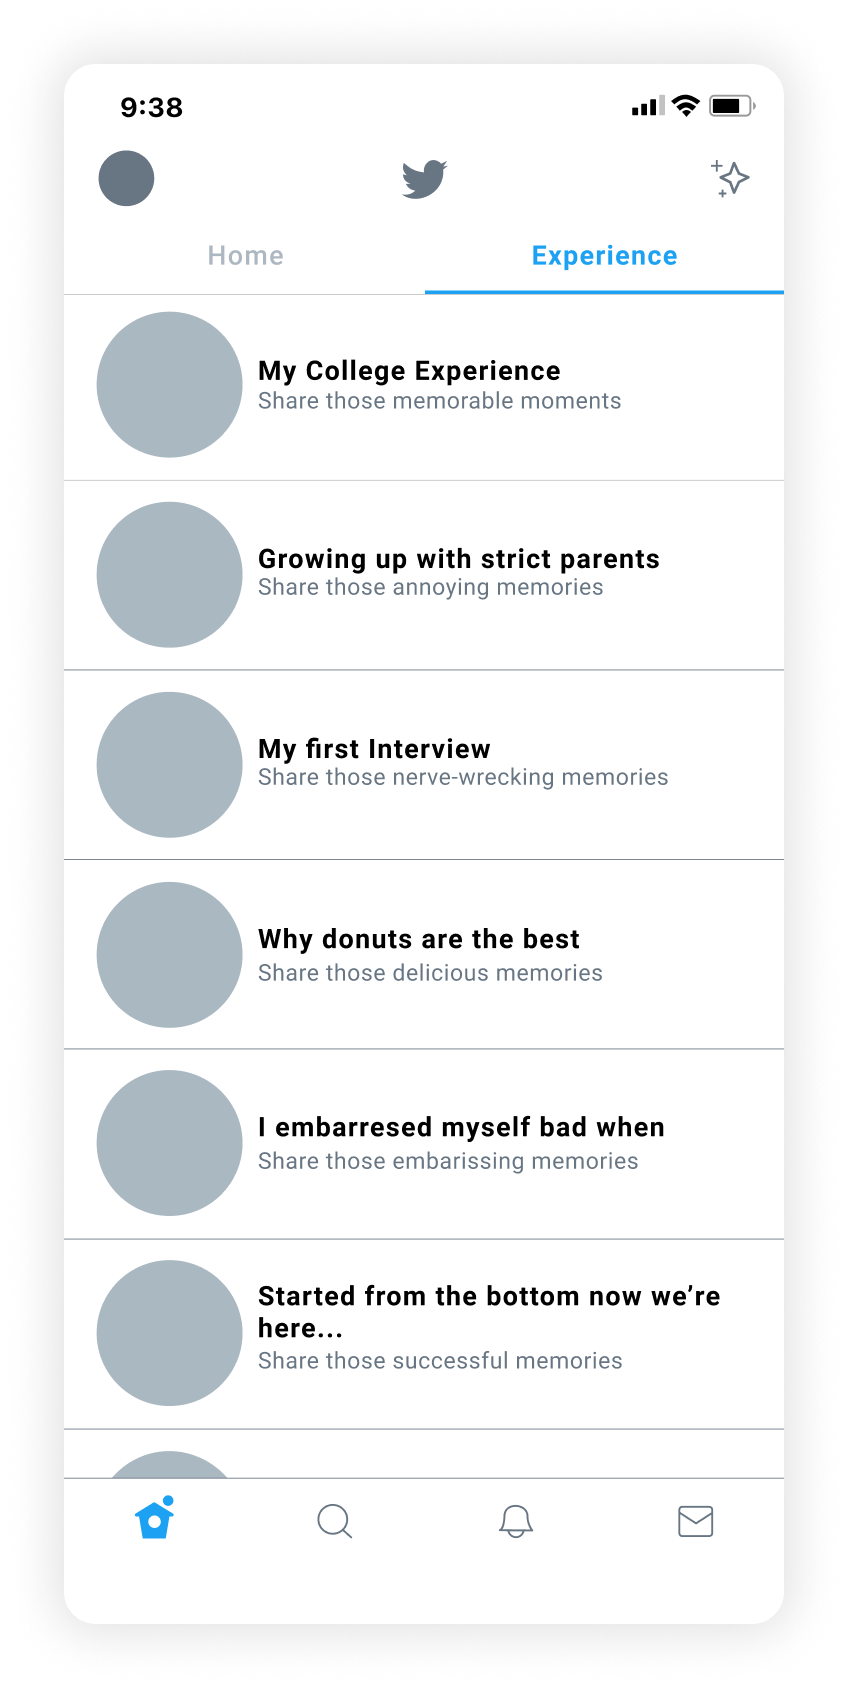 9:38
Home
Experience
My College Experience
Share those memorable moments
Growing up with strict parents
Share those annoying memories
My first Interview
Share those nerve-wrecking memories
Why donuts are the best
Share those delicious memories
I embarresed myself bad when
Share those embarissing memories
Started from the bottom now we’re
here...
Share those successful memories